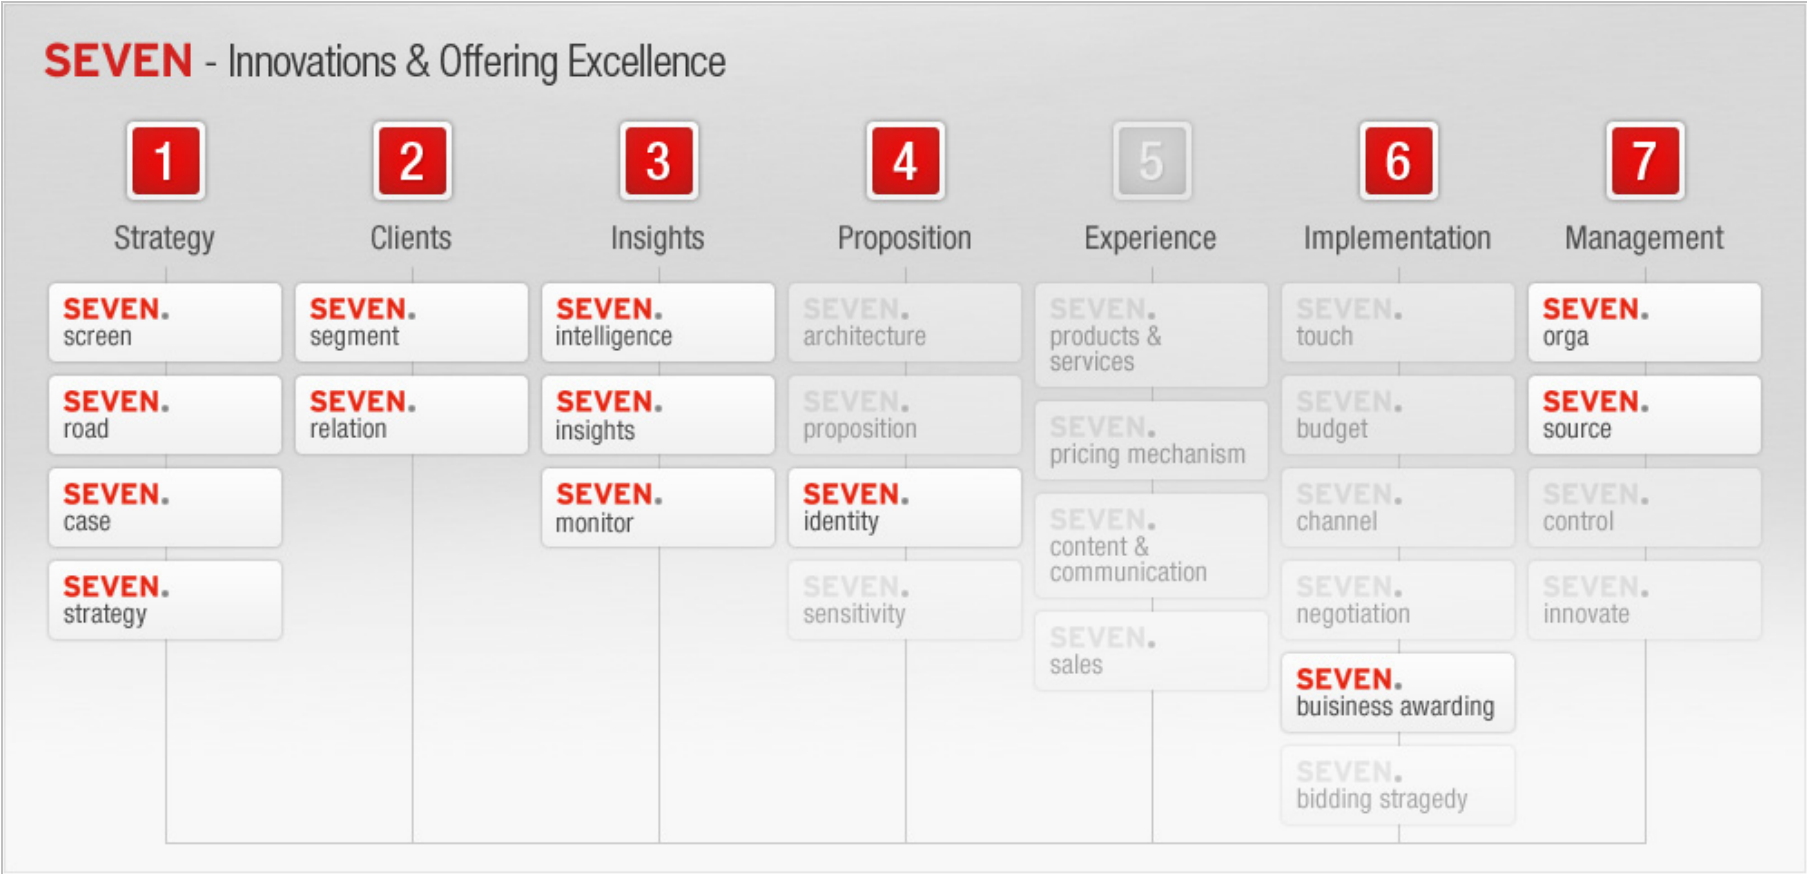 SEVEN - Innovations & Offering Excellence
1
2
3
4
5
6
7
Strategy
Clients
Insights
Proposition
Experience
Implementation
Management
SEVEN.
screen
SEVEN.
road
SEVEN.
case
SEVEN.
strategy
SEVEN.
segment
SEVEN.
relation
SEVEN.
intelligence
SEVEN.
insights
SEVEN.
monitor
SEVEN.
architecture
SEVEN.
proposition
SEVEN.
identity
SEVEN.
sensitivity
SEVEN.
products &
services
SEVEN.
pricing mechanism
SEVEN.
content &
communication
SEVEN.
sales
SEVEN.
touch
SEVEN.
budget
SEVEN.
channel
SEVEN.
negotiation
SEVEN.
buisiness awarding
SEVEN.
bidding stragedy
SEVEN.
orga
SEVEN.
source
SEVEN.
control
SEVEN.
innovate